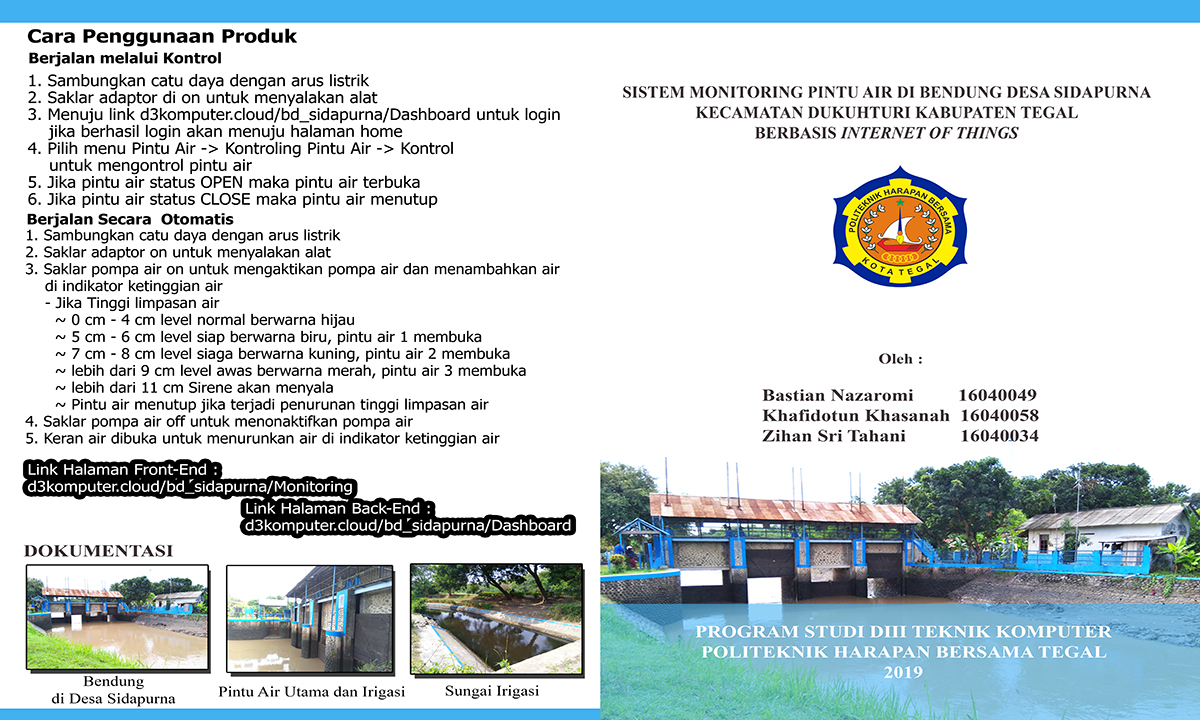 Cara Penggunaan Produk
Berjalan melalui Kontrol
1. Sambungkan catu daya dengan arus listrik
2. Saklar adaptor di on untuk menyalakan alat
3. Menuju link d3komputer.cloud/bd_sidapurna/Dashboard untuk login
jika berhasil login akan menuju halaman home
4. Pilih menu Pintu Air -> Kontroling Pintu Air -> Kontrol
untuk mengontrol pintu air
5. Jika pintu air status OPEN maka pintu air terbuka
6. Jika pintu air status CLOSE maka pintu air menutup
Berjalan Secara Otomatis
1. Sambungkan catu daya dengan arus listrik
2. Saklar adaptor on untuk menyalakan alat
3. Saklar pompa air on untuk mengaktikan pompa air dan menambahkan air
di indikator ketinggian air
- Jika Tinggi limpasan air
~ 0 cm - 4 cm level normal berwarna hijau
~ 5 cm - 6 cm level siap berwarna biru, pintu air 1 membuka
~ 7 cm - 8 cm level siaga berwarna kuning, pintu air 2 membuka
~ lebih dari 9 cm level awas berwarna merah, pintu air 3 membuka
~ lebih dari 11 cm Sirene akan menyala
~ Pintu air menutup jika terjadi penurunan tinggi limpasan air
4. Saklar pompa air off untuk menonaktifkan pompa air
5. Keran air dibuka untuk menurunkan air di indikator ketinggian air
Link Halaman Front-End :
d3komputer.cloud/bd_sidapurna/Monitoring
Link Halaman Back-End :
d3komputer.cloud/bd_sidapurna/Dashboard
DOKUMENTASI
Bendung
di Desa Sidapurna
Pintu Air Utama dan Irigasi
Sungai Irigasi
SISTEM MONITORING PINTU AIR DI BENDUNG DESA SIDAPURNA
KECAMATAN DUKUHTURI KABUPATEN TEGAL
BERBASIS INTERNET OF THINGS
POLITEKNIK HARAPAN BERSAMA
KOTA TEGAL
Oleh :
Bastian Nazaromi 16040049
Khafidotun Khasanah 16040058
Zihan Sri Tahani 16040034
PROGRAM STUDI DIII TEKNIK KOMPUTER
POLITEKNIK HARAPAN BERSAMA TEGAL
2019